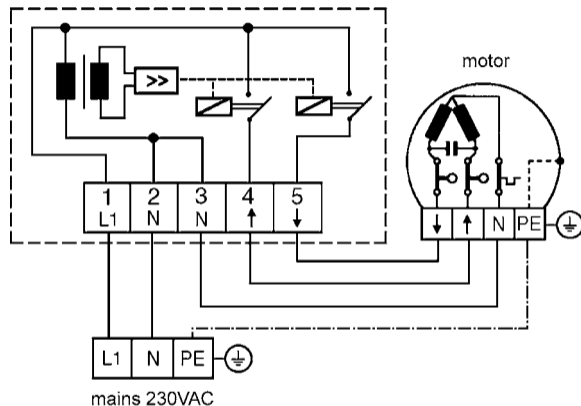 motor
>>
1 2 3 4 5
L1 N N ↑ ↓
↓ ↑ N PE
L1 N PE
mains 230VAC